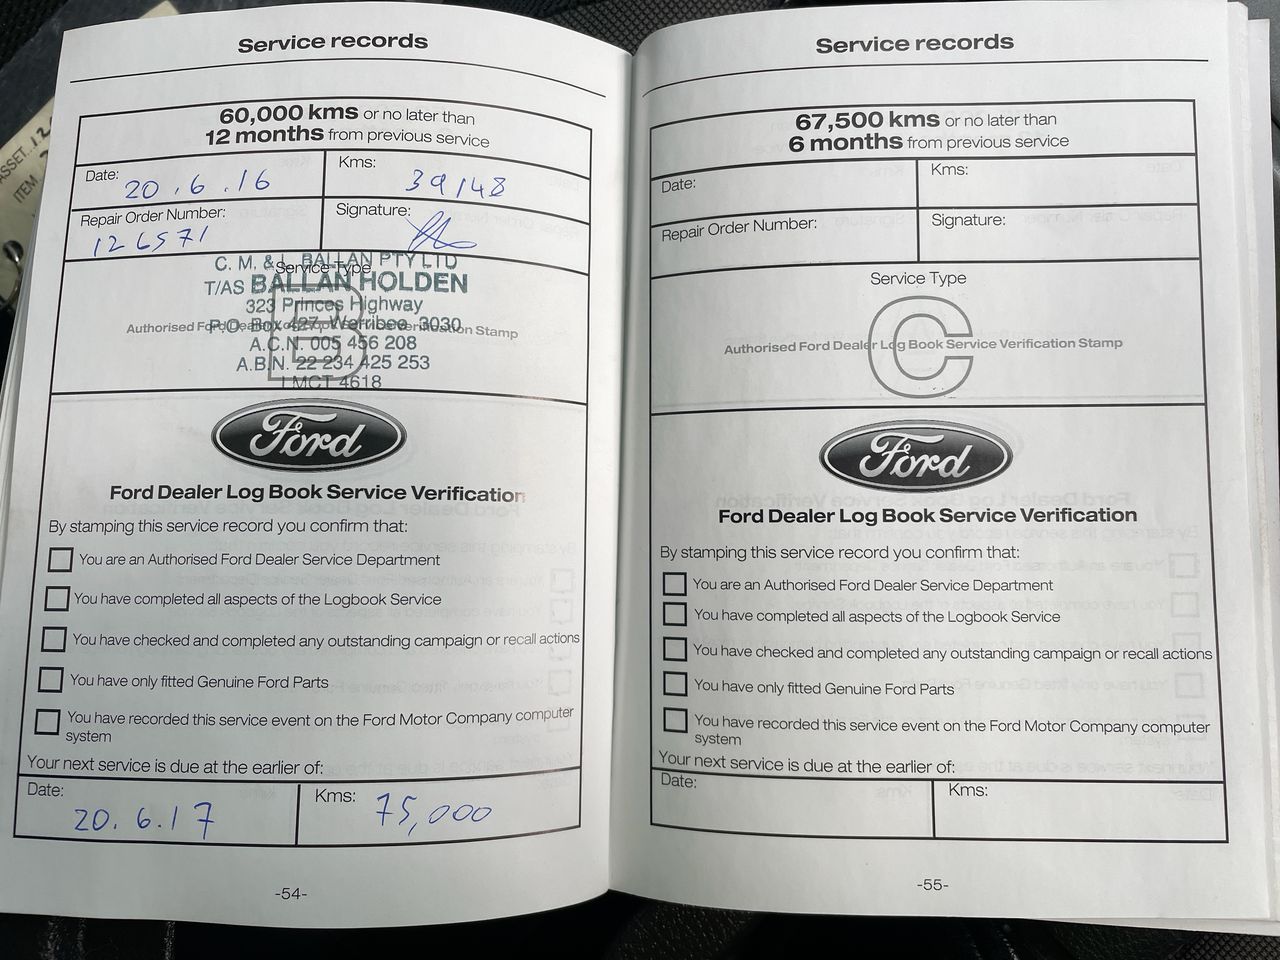 ASSET.
ITEM
Service records
60,000 kms or no later than
12 months from previous service
Date: 20.6.16
Kms: 39148
Repair Order Number: 126571
Signature:
Service Type
B
Authorised Ford Dealer Log Book Service Verification Stamp
BALLAN PTY LTD
T/AS BALLAN HOLDEN
323 Princes Highway
P.O. Box 427, Werribee, 3030
A.C.N. 005 456 208
A.B.N. 22 234 425 253
LMCT 4618
Ford
Ford Dealer Log Book Service Verification
By stamping this service record you confirm that:
You are an Authorised Ford Dealer Service Department
You have completed all aspects of the Logbook Service
You have checked and completed any outstanding campaign or recall actions
You have only fitted Genuine Ford Parts
You have recorded this service event on the Ford Motor Company computer
system
Your next service is due at the earlier of:
Date: 20.6.17
Kms: 75,000
-54-
Service records
67,500 kms or no later than
6 months from previous service
Date:
Kms:
Repair Order Number:
Signature:
Service Type
C
Authorised Ford Dealer Log Book Service Verification Stamp
Ford
Ford Dealer Log Book Service Verification
By stamping this service record you confirm that:
You are an Authorised Ford Dealer Service Department
You have completed all aspects of the Logbook Service
You have checked and completed any outstanding campaign or recall actions
You have only fitted Genuine Ford Parts
You have recorded this service event on the Ford Motor Company computer
system
Your next service is due at the earlier of:
Date:
Kms:
-55-